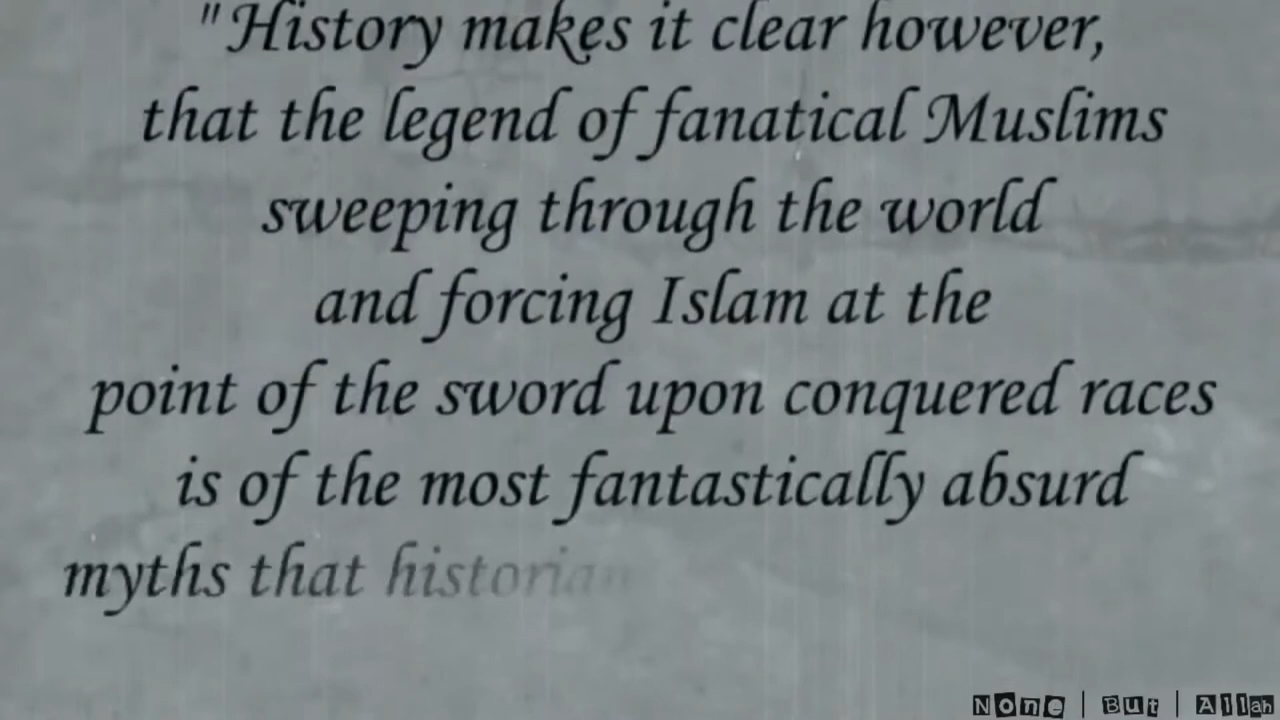 "History makes it clear however,
that the legend of fanatical Muslims
sweeping through the world
and forcing Islam at the
point of the sword upon conquered races
is of the most fantastically absurd
myths that historian
None | But | Allah